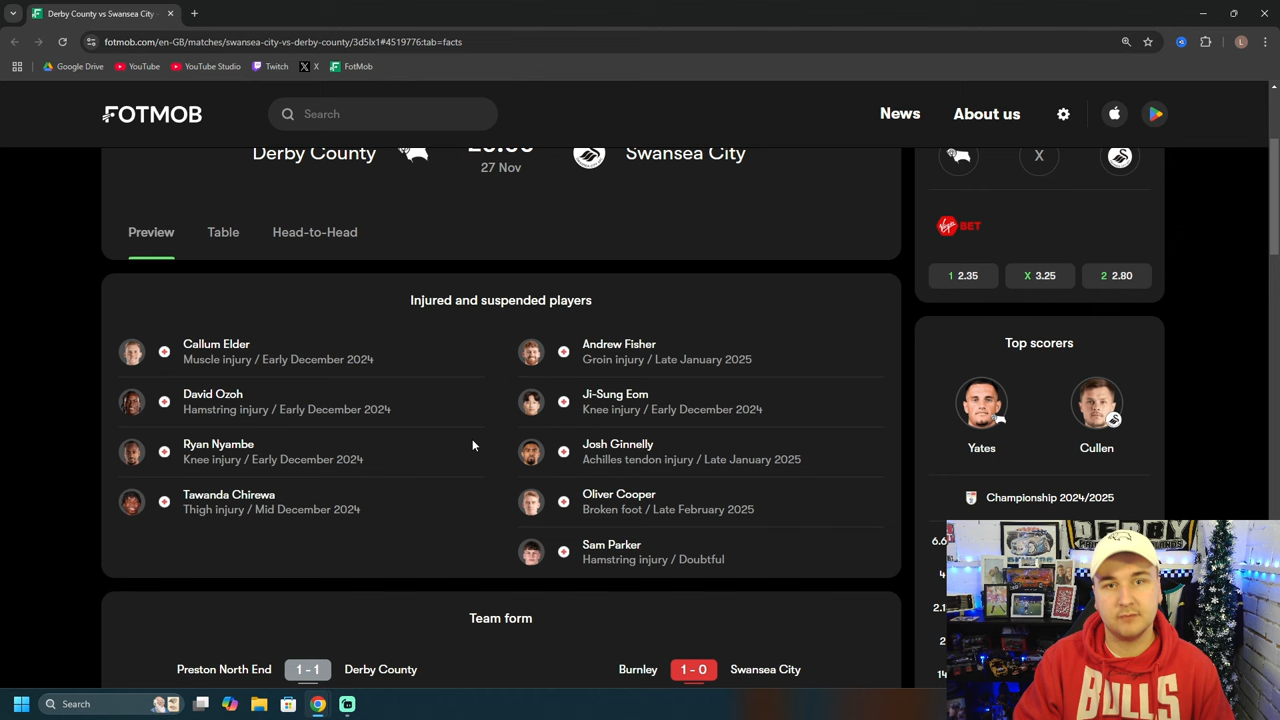 Derby County vs Swansea City
fotmob.com/en-GB/matches/swansea-city-vs-derby-county/3d5lx1#4519776:tab=facts
L
Google Drive
YouTube
YouTube Studio
Twitch
X
FotMob
FOTMOB
Search
News
About us
Derby County
Swansea City
27 Nov
X
Preview
Table
Head-to-Head
Virgin BET
1 2.35
X 3.25
2 2.80
Injured and suspended players
Callum Elder
Muscle injury / Early December 2024
David Ozoh
Hamstring injury / Early December 2024
Ryan Nyambe
Knee injury / Early December 2024
Tawanda Chirewa
Thigh injury / Mid December 2024
Andrew Fisher
Groin injury / Late January 2025
Ji-Sung Eom
Knee injury / Early December 2024
Josh Ginnelly
Achilles tendon injury / Late January 2025
Oliver Cooper
Broken foot / Late February 2025
Sam Parker
Hamstring injury / Doubtful
Top scorers
Yates
Cullen
Championship 2024/2025
Team form
Preston North End 1 - 1 Derby County
Burnley 1 - 0 Swansea City
DERBY
BULLS
Search